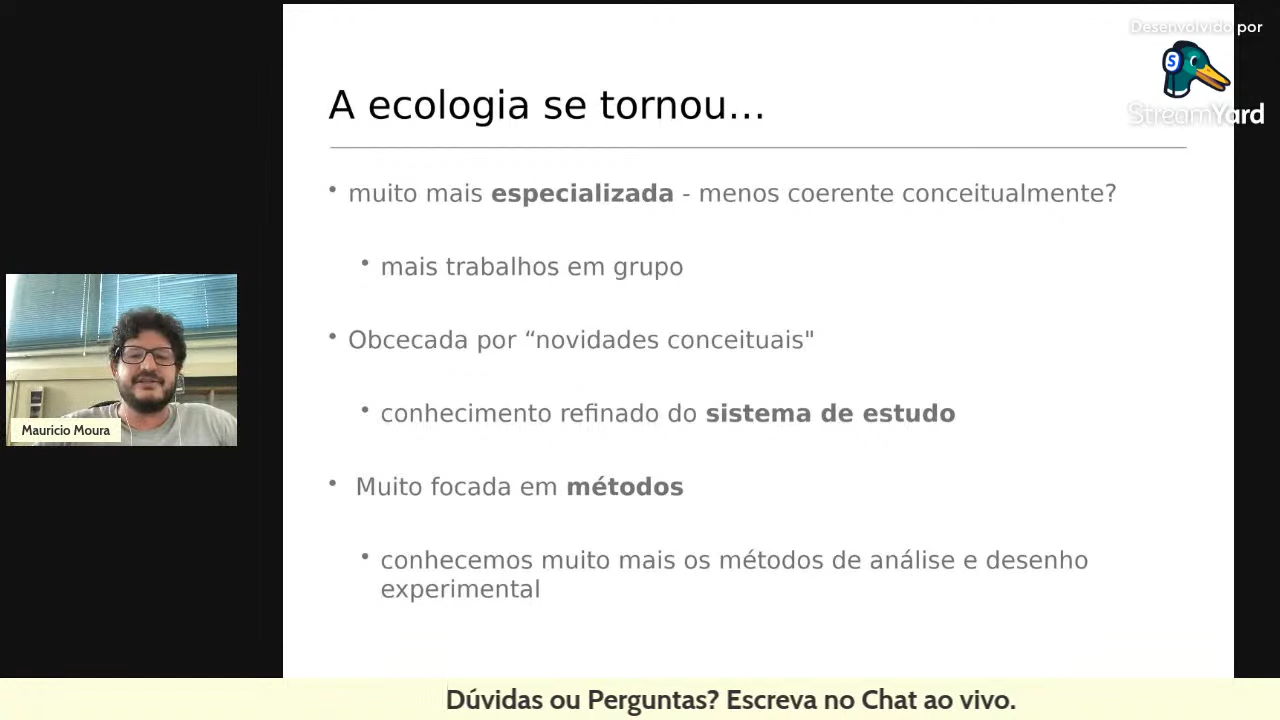 Desenvolvido por
S
StreamYard
A ecologia se tornou...
• muito mais especializada - menos coerente conceitualmente?
• mais trabalhos em grupo
• Obcecada por “novidades conceituais"
• conhecimento refinado do sistema de estudo
• Muito focada em métodos
• conhecemos muito mais os métodos de análise e desenho
experimental
Mauricio Moura
Dúvidas ou Perguntas? Escreva no Chat ao vivo.